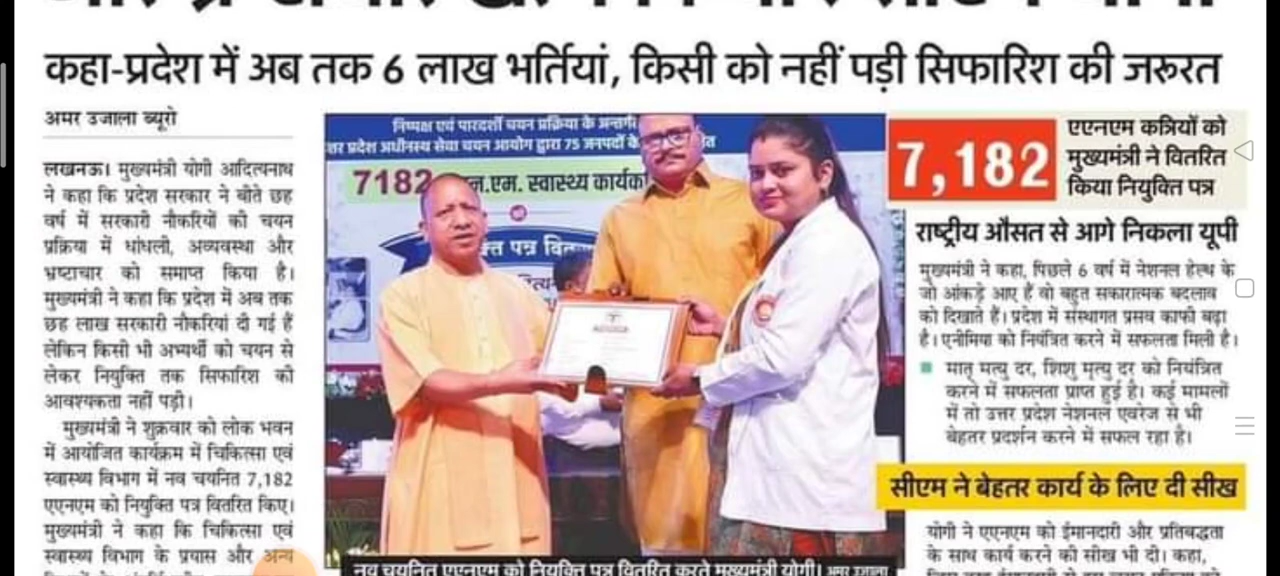 कहा-प्रदेश में अब तक 6 लाख भर्तियां, किसी को नहीं पड़ी सिफारिश की जरूरत
अमर उजाला ब्यूरो
लखनऊ। मुख्यमंत्री योगी आदित्यनाथ
ने कहा कि प्रदेश सरकार ने बीते छह
वर्ष में सरकारी नौकरियों की चयन
प्रक्रिया में धांधली, अव्यवस्था और
भ्रष्टाचार को समाप्त किया है।
मुख्यमंत्री ने कहा कि प्रदेश में अब तक
छह लाख सरकारी नौकरियां दी गई हैं
लेकिन किसी भी अभ्यर्थी को चयन से
लेकर नियुक्ति तक सिफारिश की
आवश्यकता नहीं पड़ी।
मुख्यमंत्री ने शुक्रवार को लोक भवन
में आयोजित कार्यक्रम में चिकित्सा एवं
स्वास्थ्य विभाग में नव चयनित 7,182
एएनएम को नियुक्ति पत्र वितरित किए।
मुख्यमंत्री ने कहा कि चिकित्सा एवं
स्वास्थ्य विभाग के प्रयास और अन्य
निष्पक्ष एवं पारदर्शी चयन प्रक्रिया के अन्तर्गत
प्रदेश अधीनस्थ सेवा चयन आयोग द्वारा 75 जनपदों के
7182 न.एम. स्वास्थ्य कार्यक
क्त पत्र वित
नव चयनित एएनएम को नियुक्ति पत्र वितरित करते मुख्यमंत्री योगी। अमर उजाला
7,182
एएनएम कत्रियों को
मुख्यमंत्री ने वितरित
किया नियुक्ति पत्र
राष्ट्रीय औसत से आगे निकला यूपी
मुख्यमंत्री ने कहा, पिछले 6 वर्ष में नेशनल हेल्थ के
जो आंकड़े आए हैं वो बहुत सकारात्मक बदलाव
को दिखाते हैं। प्रदेश में संस्थागत प्रसव काफी बढ़ा
है। एनीमिया को नियंत्रित करने में सफलता मिली है।
मातृ मत्यु दर, शिशु मृत्यु दर को नियंत्रित
करने में सफलता प्राप्त हुई है। कई मामलों
में तो उत्तर प्रदेश नेशनल एवरेज से भी
बेहतर प्रदर्शन करने में सफल रहा है।
सीएम ने बेहतर कार्य के लिए दी सीख
योगी ने एएनएम को ईमानदारी और प्रतिबद्धता
के साथ कार्य करने की सीख भी दी। कहा,